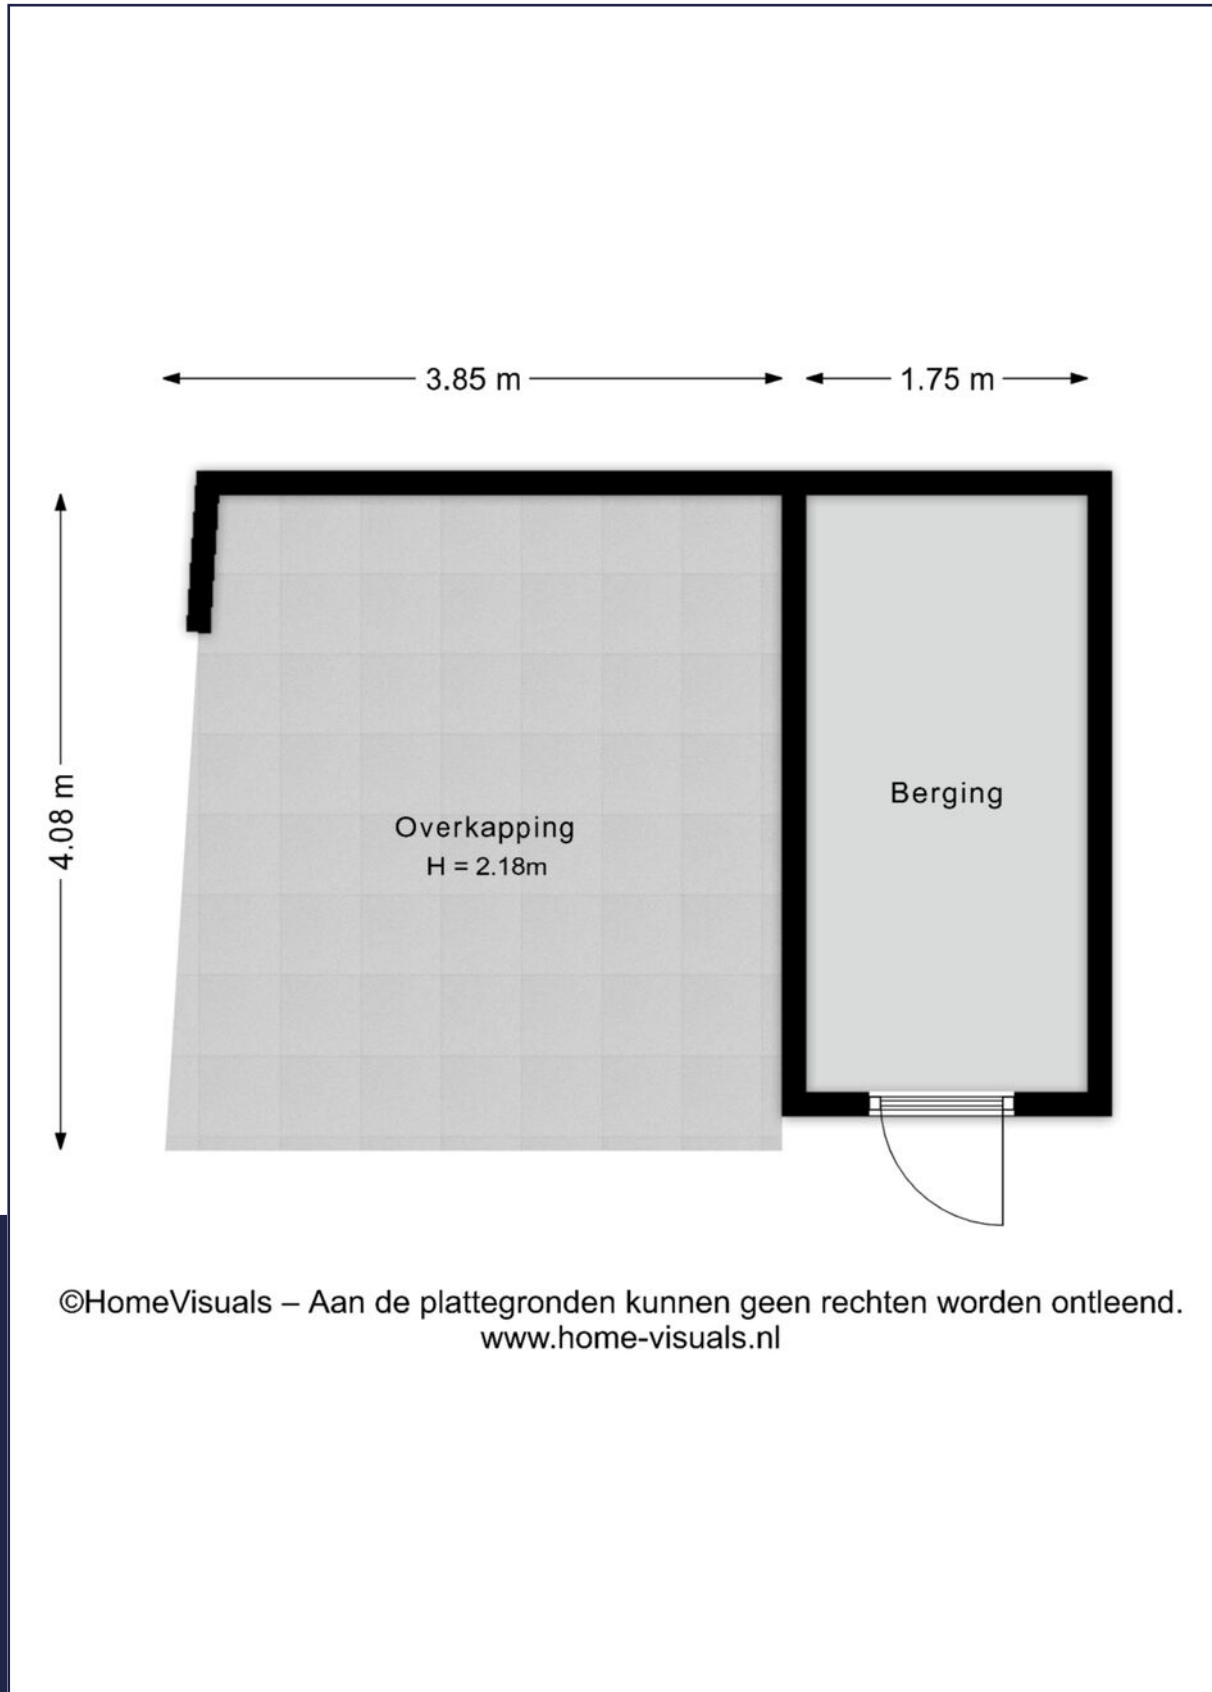 3.85 m
1.75 m
4.08 m
Berging
Overkapping
H = 2.18m
©HomeVisuals – Aan de plattegronden kunnen geen rechten worden ontleend.
www.home-visuals.nl